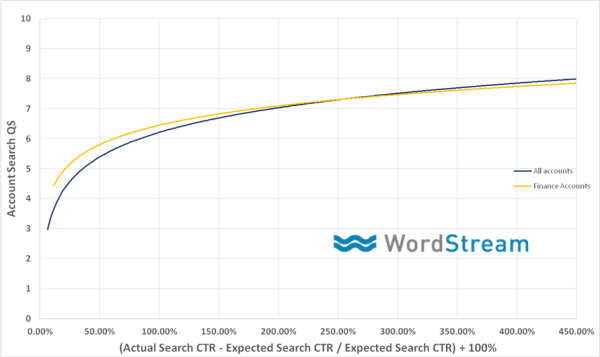 10
9
8
7
6
5
4
3
2
1
0
Account Search QS
All accounts
Finance Accounts
WordStream
0.00% 50.00% 100.00% 150.00% 200.00% 250.00% 300.00% 350.00% 400.00% 450.00%
(Actual Search CTR - Expected Search CTR / Expected Search CTR) + 100%